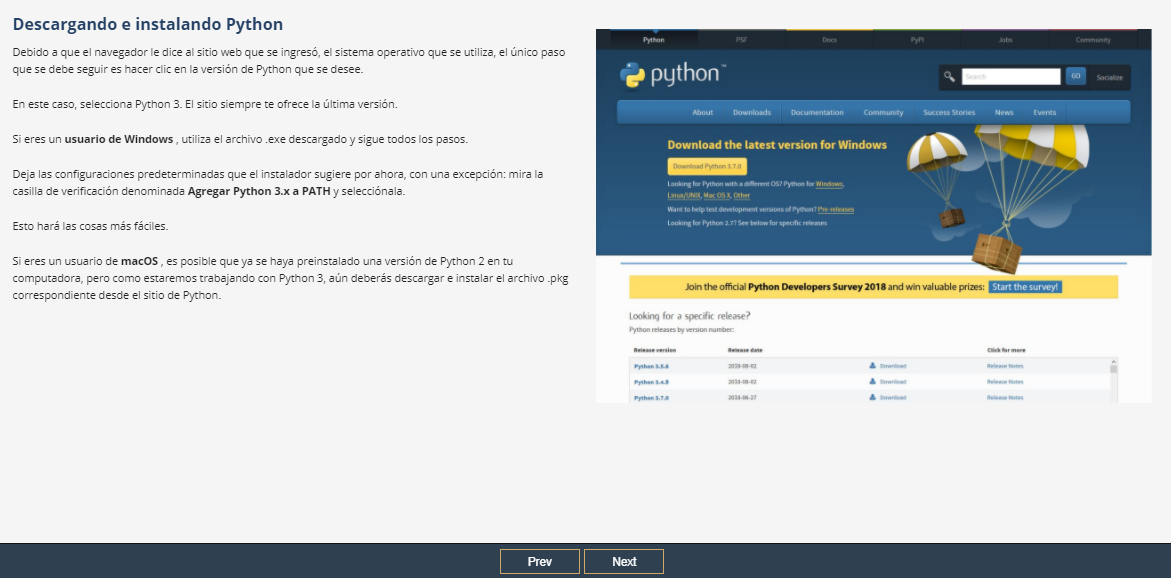 Descargando e instalando Python
Debido a que el navegador le dice al sitio web que se ingresó, el sistema operativo que se utiliza, el único paso
que se debe seguir es hacer clic en la versión de Python que se desee.
En este caso, selecciona Python 3. El sitio siempre te ofrece la última versión.
Si eres un usuario de Windows , utiliza el archivo .exe descargado y sigue todos los pasos.
Deja las configuraciones predeterminadas que el instalador sugiere por ahora, con una excepción: mira la
casilla de verificación denominada Agregar Python 3.x a PATH y selecciónala.
Esto hará las cosas más fáciles.
Si eres un usuario de macOS , es posible que ya se haya preinstalado una versión de Python 2 en tu
computadora, pero como estaremos trabajando con Python 3, aún deberás descargar e instalar el archivo .pkg
correspondiente desde el sitio de Python.
Python PSF Docs PyPI Jobs Community
python™
Search GO Socialize
About Downloads Documentation Community Success Stories News Events
Download the latest version for Windows
Download Python 3.7.0
Looking for Python with a different OS? Python for Windows,
Linux/UNIX, Mac OS X, Other
Want to help test development versions of Python? Pre-releases
Looking for Python 2.7? See below for specific releases
Join the official Python Developers Survey 2018 and win valuable prizes: Start the survey!
Looking for a specific release?
Python releases by version number:
Release version Release date Click for more
Python 3.5.6 2018-08-02 Download Release Notes
Python 3.4.9 2018-08-02 Download Release Notes
Python 3.7.0 2018-06-27 Download Release Notes
Prev Next